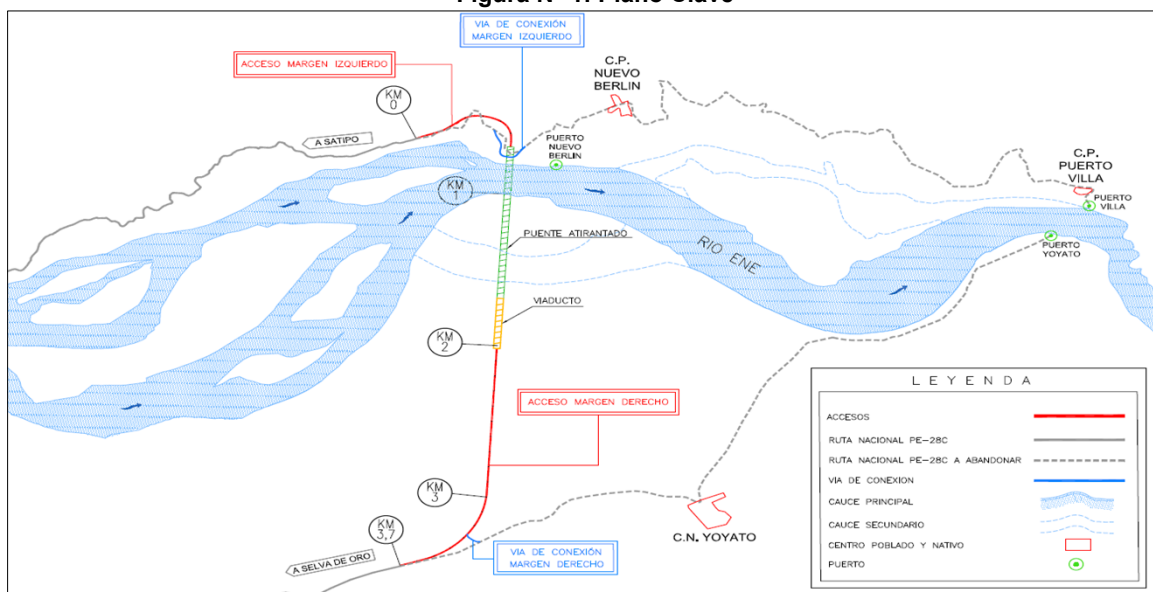 Figura N° 1. Plano Clave
VIA DE CONEXIÓN
MARGEN IZQUIERDO
ACCESO MARGEN IZQUIERDO
C.P.
NUEVO
BERLIN
KM
0
A SATIPO
PUERTO
NUEVO
BERLIN
C.P.
PUERTO
VILLA
KM
1
PUERTO
VILLA
PUENTE ATIRANTADO
RIO ENE
PUERTO
YOYATO
VIADUCTO
KM
2
ACCESO MARGEN DERECHO
KM
3
C.N. YOYATO
KM
3,7
VIA DE CONEXIÓN
MARGEN DERECHO
A SELVA DE ORO
LEYENDA
ACCESOS
RUTA NACIONAL PE-28C
RUTA NACIONAL PE-28C A ABANDONAR
VIA DE CONEXION
CAUCE PRINCIPAL
CAUCE SECUNDARIO
CENTRO POBLADO Y NATIVO
PUERTO